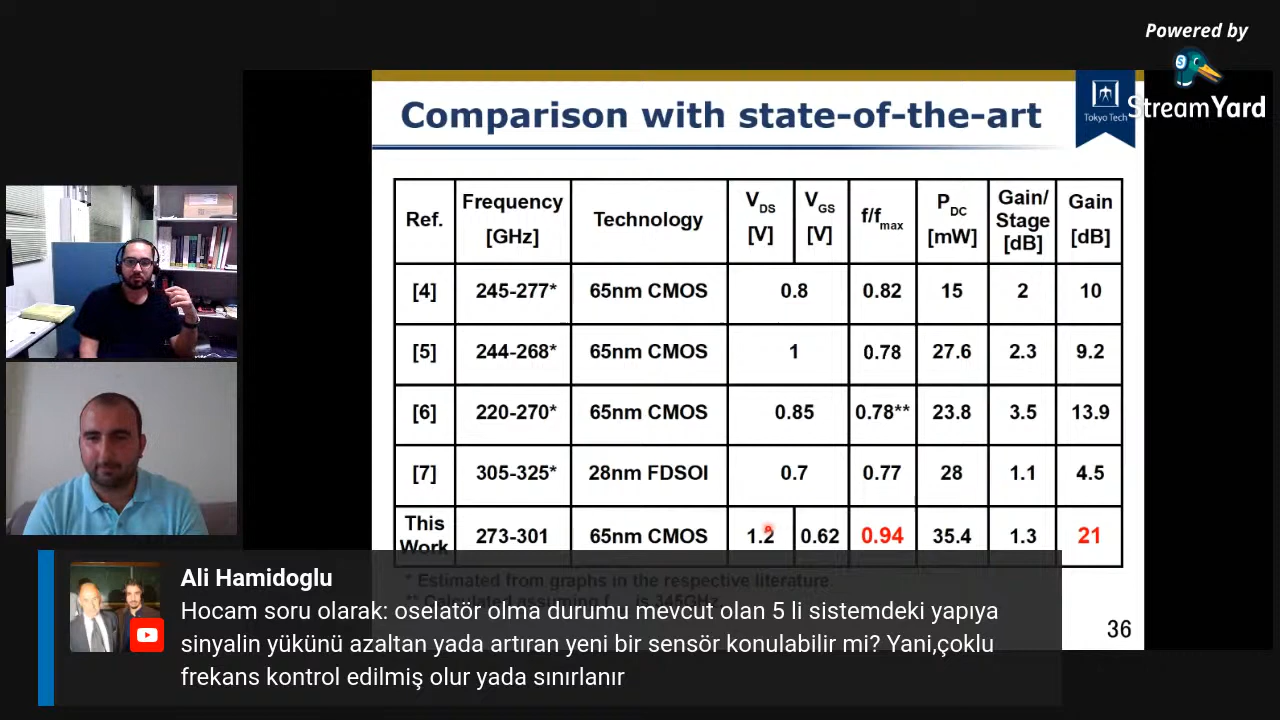 Powered by
StreamYard
Tokyo Tech
Comparison with state-of-the-art
Ref. Frequency [GHz] Technology VDS [V] VGS [V] f/fmax PDC [mW] Gain/Stage [dB] Gain [dB]
[4] 245-277* 65nm CMOS 0.8 0.82 15 2 10
[5] 244-268* 65nm CMOS 1 0.78 27.6 2.3 9.2
[6] 220-270* 65nm CMOS 0.85 0.78** 23.8 3.5 13.9
[7] 305-325* 28nm FDSOI 0.7 0.77 28 1.1 4.5
This Work 273-301 65nm CMOS 1.2 0.62 0.94 35.4 1.3 21
* Estimated from graphs in the respective literature.
** Calculated assuming f is 345GHz
36
Ali Hamidoglu
Hocam soru olarak: oselatör olma durumu mevcut olan 5 li sistemdeki yapıya
sinyalin yükünü azaltan yada artıran yeni bir sensör konulabilir mi? Yani,çoklu
frekans kontrol edilmiş olur yada sınırlanır